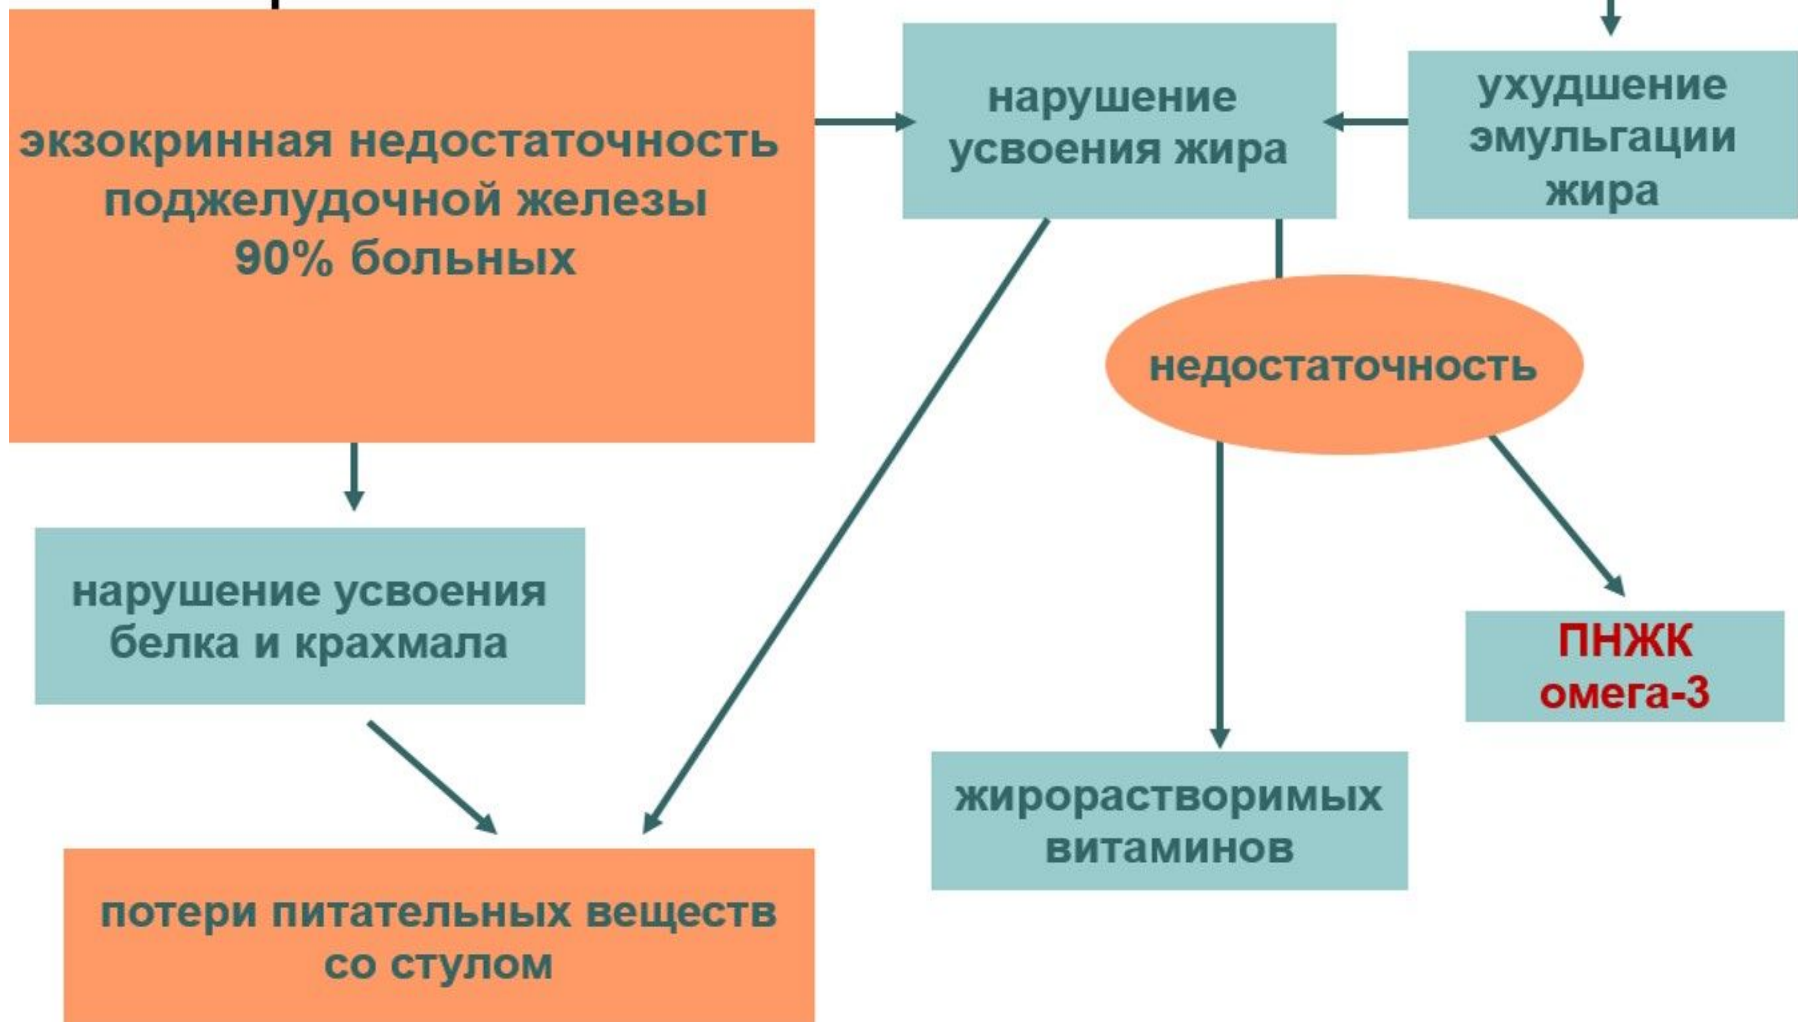 экзокринная недостаточность
поджелудочной железы
90% больных
нарушение
усвоения жира
ухудшение
эмульгации
жира
недостаточность
нарушение усвоения
белка и крахмала
ПНЖК
омега-3
жирорастворимых
витаминов
потери питательных веществ
со стулом